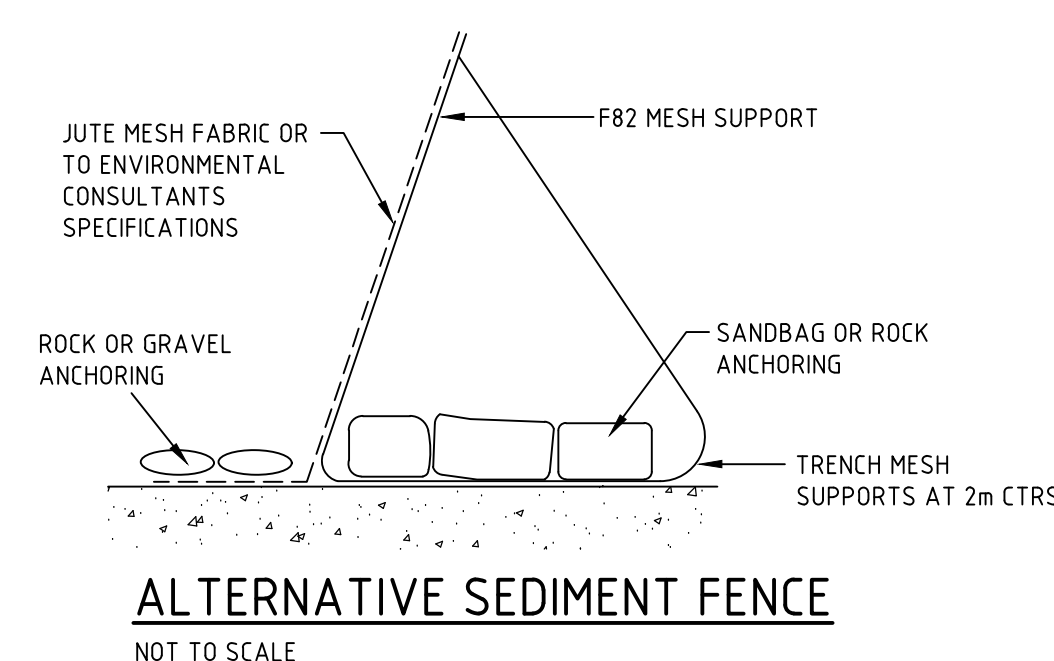 F82 MESH SUPPORT
JUTE MESH FABRIC OR
TO ENVIRONMENTAL
CONSULTANTS
SPECIFICATIONS
ROCK OR GRAVEL
ANCHORING
SANDBAG OR ROCK
ANCHORING
TRENCH MESH
SUPPORTS AT 2m CTRS
ALTERNATIVE SEDIMENT FENCE
NOT TO SCALE